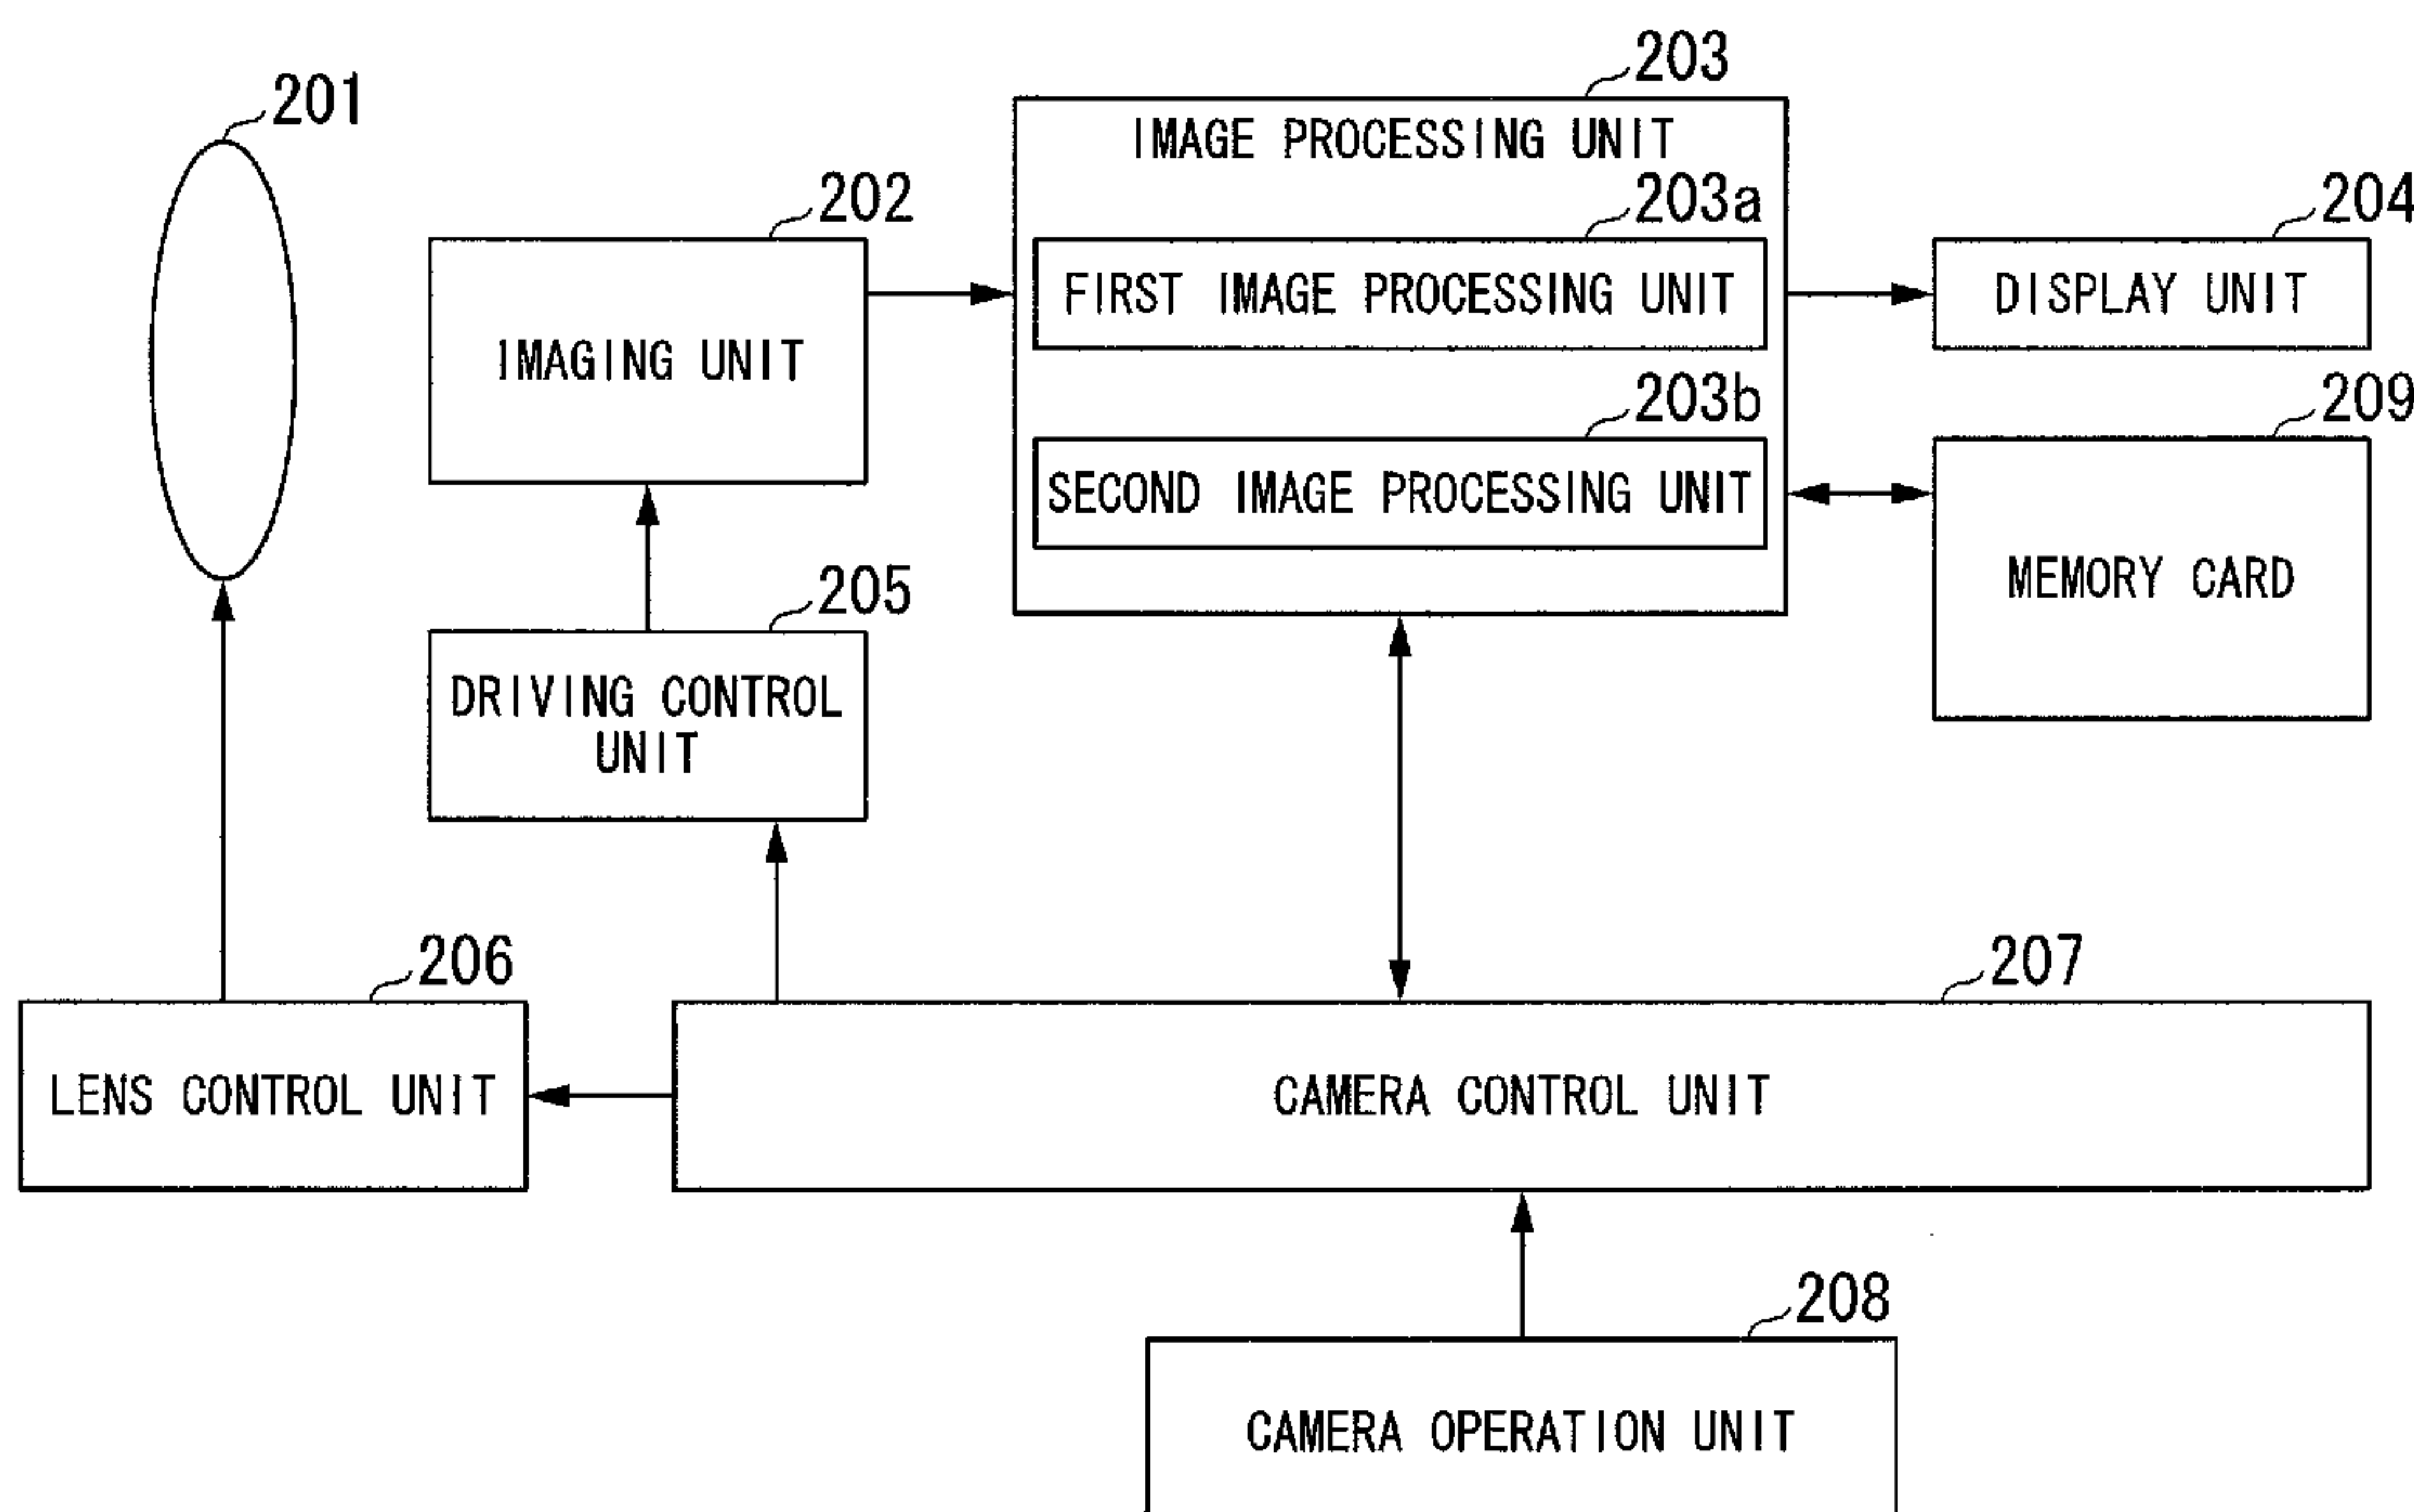 203
201
IMAGE PROCESSING UNIT
202
203a
204
FIRST IMAGE PROCESSING UNIT
DISPLAY UNIT
IMAGING UNIT
203b
209
SECOND IMAGE PROCESSING UNIT
MEMORY CARD
205
DRIVING CONTROL
UNIT
206
207
LENS CONTROL UNIT
CAMERA CONTROL UNIT
208
CAMERA OPERATION UNIT